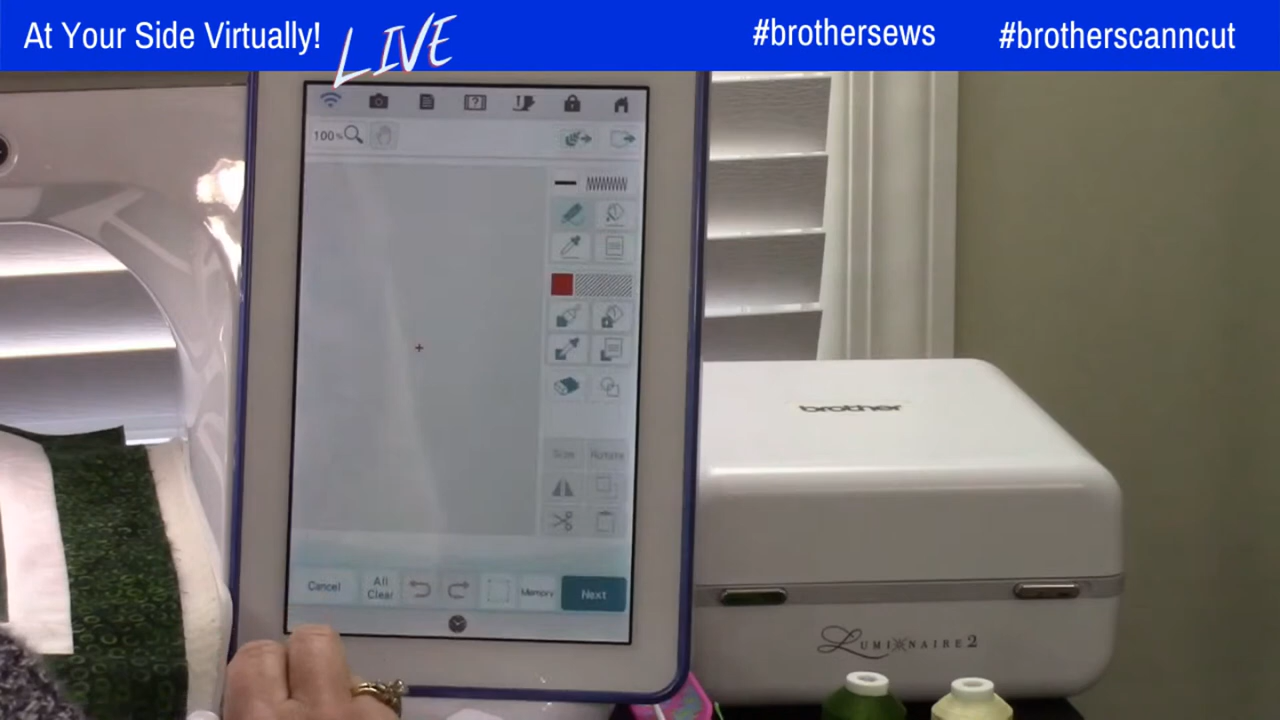 At Your Side Virtually!
LIVE
#brothersews
#brotherscanncut
100%
Size
Rotate
Cancel
All
Clear
Memory
Next
brother
LUMINAIRE 2